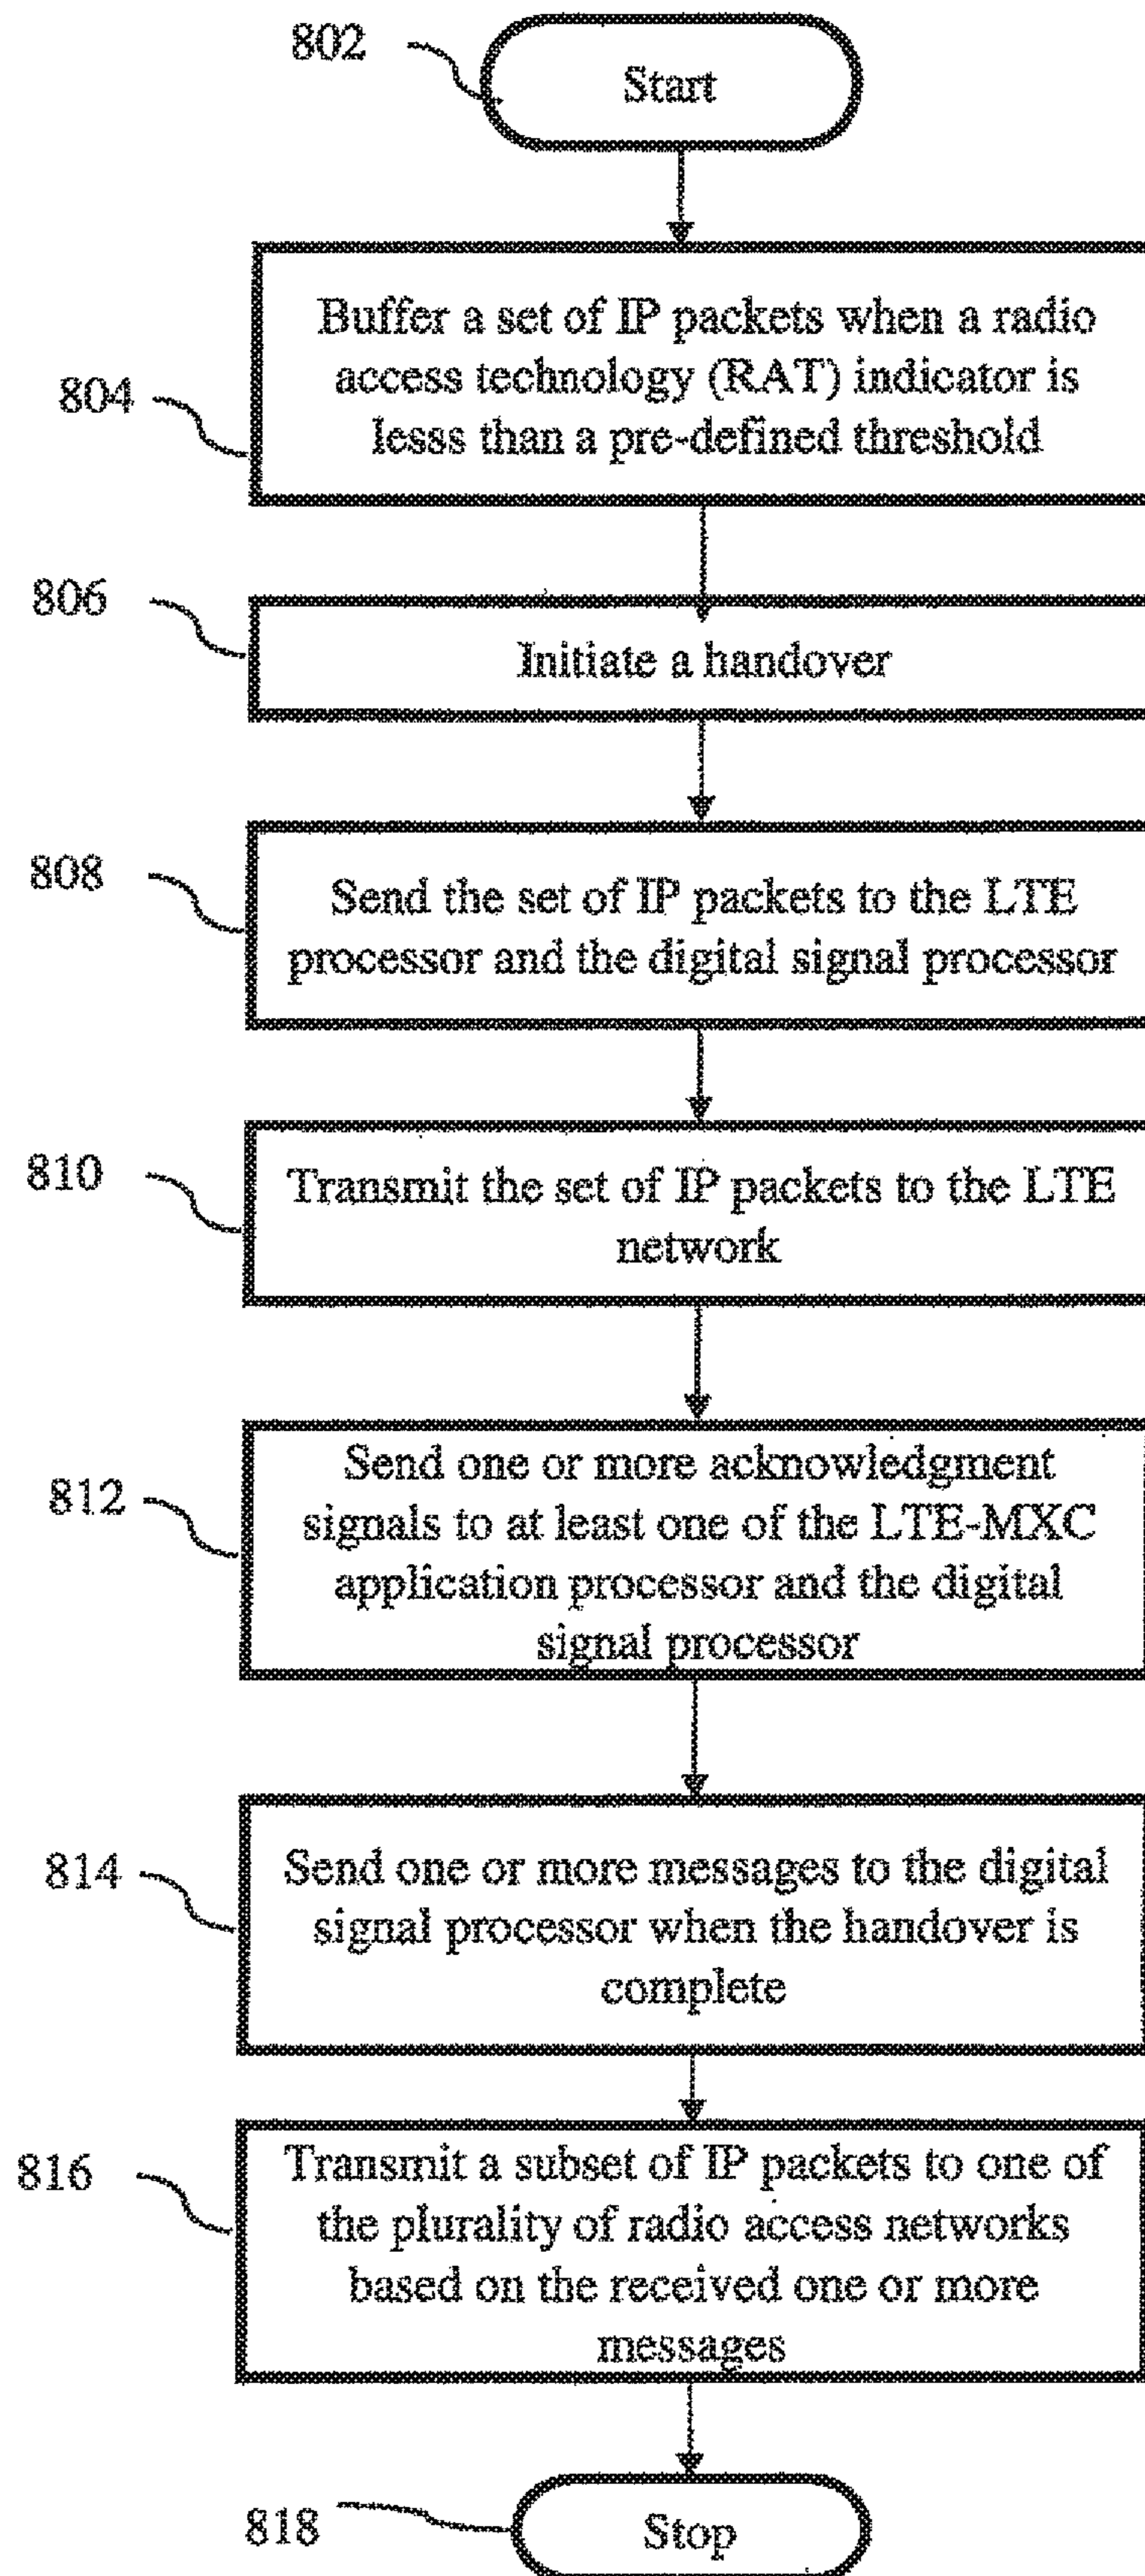 802
Start
804
Buffer a set of IP packets when a radio
access technology (RAT) indicator is
lesss than a pre-defined threshold
806
Initiate a handover
808
Send the set of IP packets to the LTE
processor and the digital signal processor
810
Transmit the set of IP packets to the LTE
network
812
Send one or more acknowledgment
signals to at least one of the LTE-MXC
application processor and the digital
signal processor
814
Send one or more messages to the digital
signal processor when the handover is
complete
816
Transmit a subset of IP packets to one of
the plurality of radio access networks
based on the received one or more
messages
818
Stop